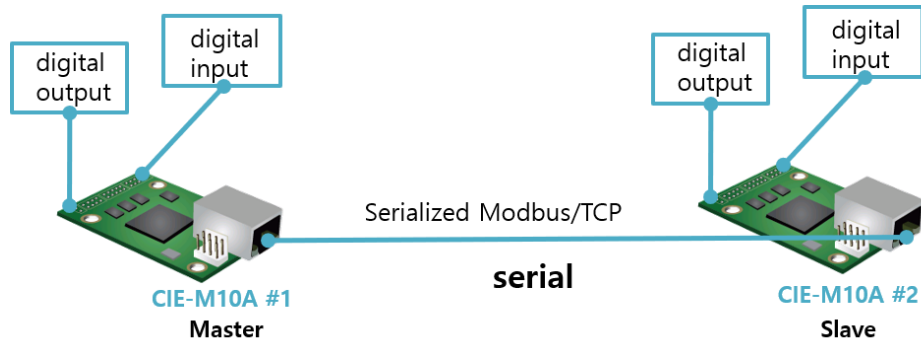 digital
output
digital
input
digital
output
digital
input
Serialized Modbus/TCP
serial
CIE-M10A #1
Master
CIE-M10A #2
Slave